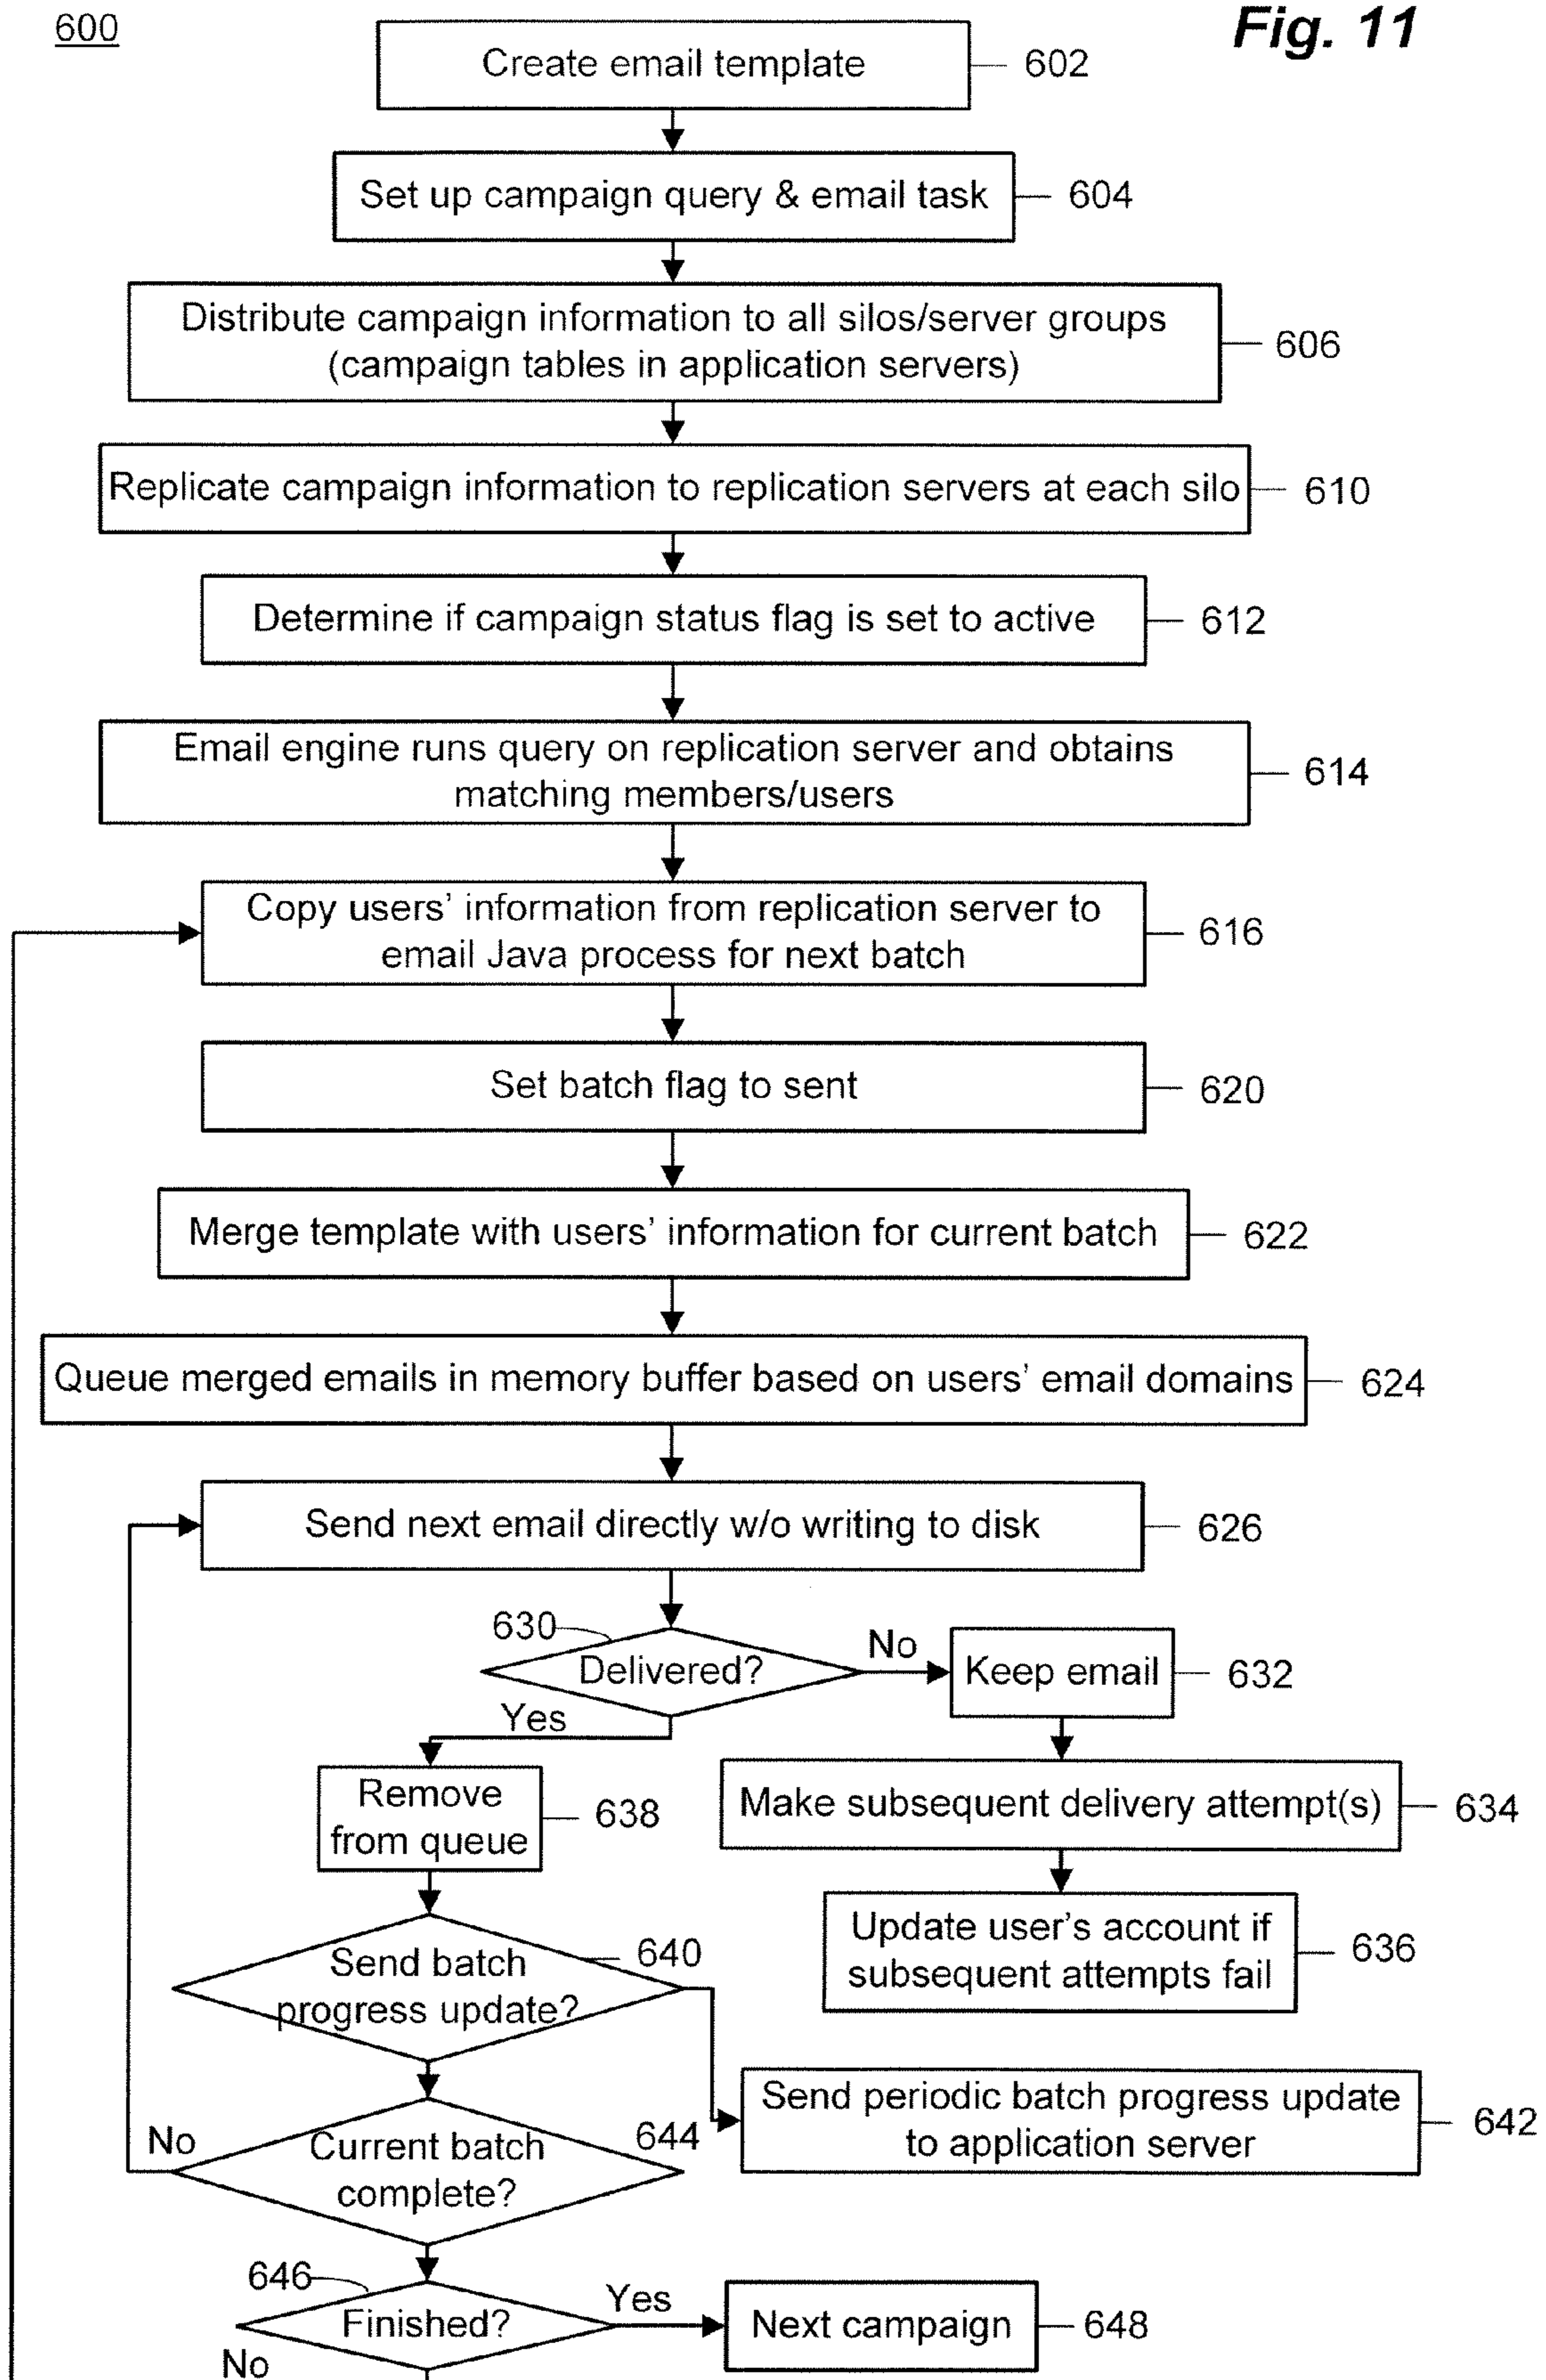 600
Fig. 11
Create email template
602
Set up campaign query & email task
604
Distribute campaign information to all silos/server groups
(campaign tables in application servers)
606
Replicate campaign information to replication servers at each silo
610
Determine if campaign status flag is set to active
612
Email engine runs query on replication server and obtains
matching members/users
614
Copy users’ information from replication server to
email Java process for next batch
616
Set batch flag to sent
620
Merge template with users’ information for current batch
622
Queue merged emails in memory buffer based on users’ email domains
624
Send next email directly w/o writing to disk
626
630
Delivered?
No
Keep email
632
Yes
Remove
from queue
638
Make subsequent delivery attempt(s)
634
Update user’s account if
subsequent attempts fail
636
Send batch
progress update?
640
Send periodic batch progress update
to application server
642
No
Current batch
complete?
644
646
Finished?
Yes
Next campaign
648
No